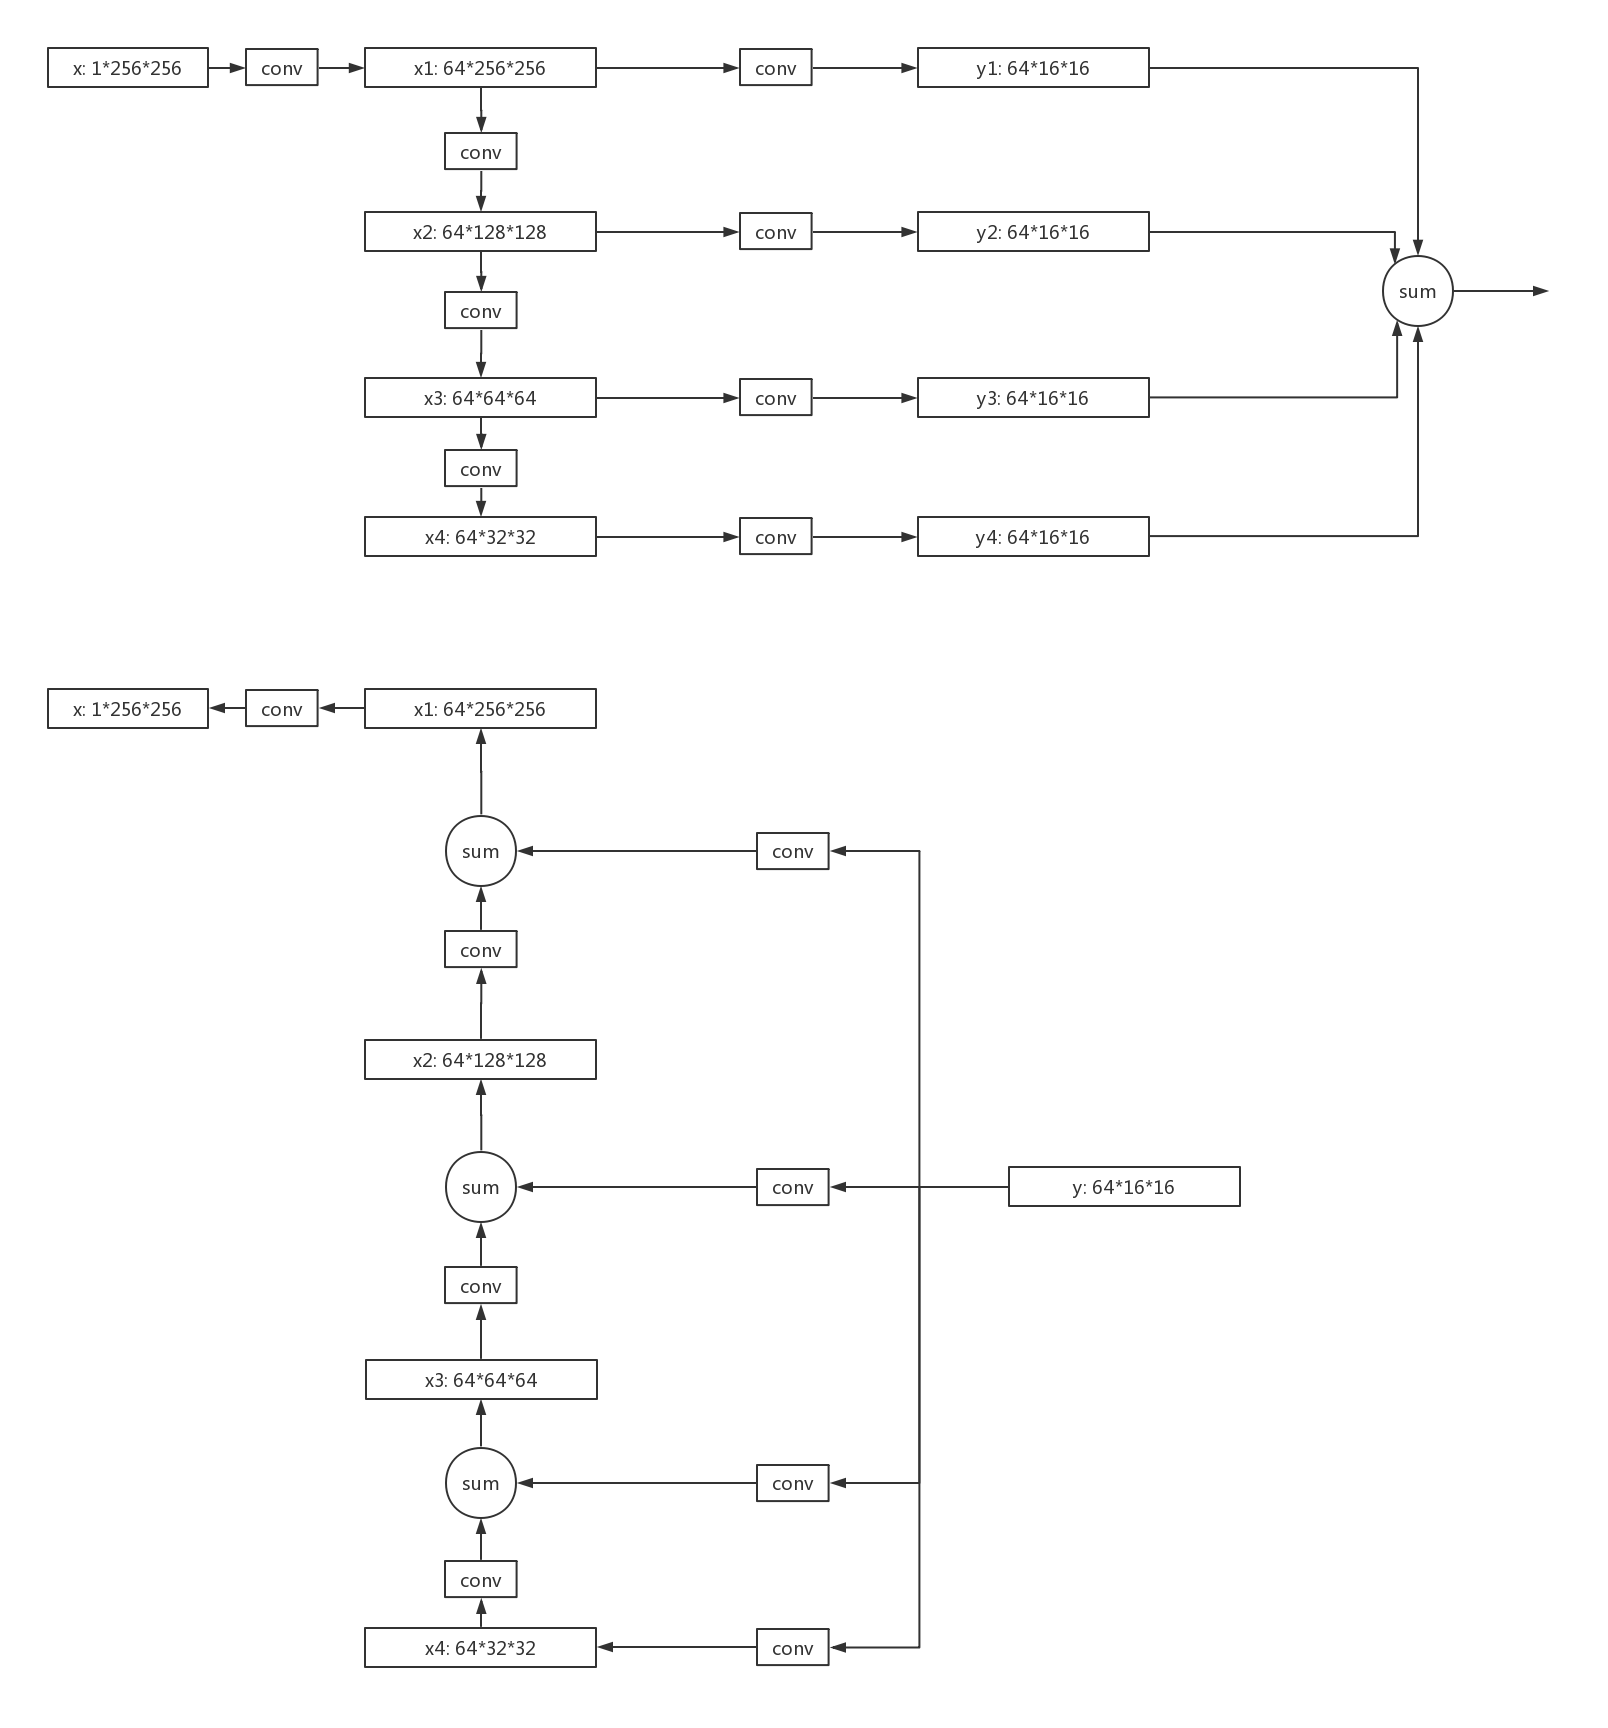 x: 1*256*256
conv
x1: 64*256*256
conv
y1: 64*16*16
conv
x2: 64*128*128
conv
y2: 64*16*16
sum
conv
x3: 64*64*64
conv
y3: 64*16*16
conv
x4: 64*32*32
conv
y4: 64*16*16
x: 1*256*256
conv
x1: 64*256*256
sum
conv
conv
x2: 64*128*128
sum
conv
y: 64*16*16
conv
x3: 64*64*64
sum
conv
conv
x4: 64*32*32
conv